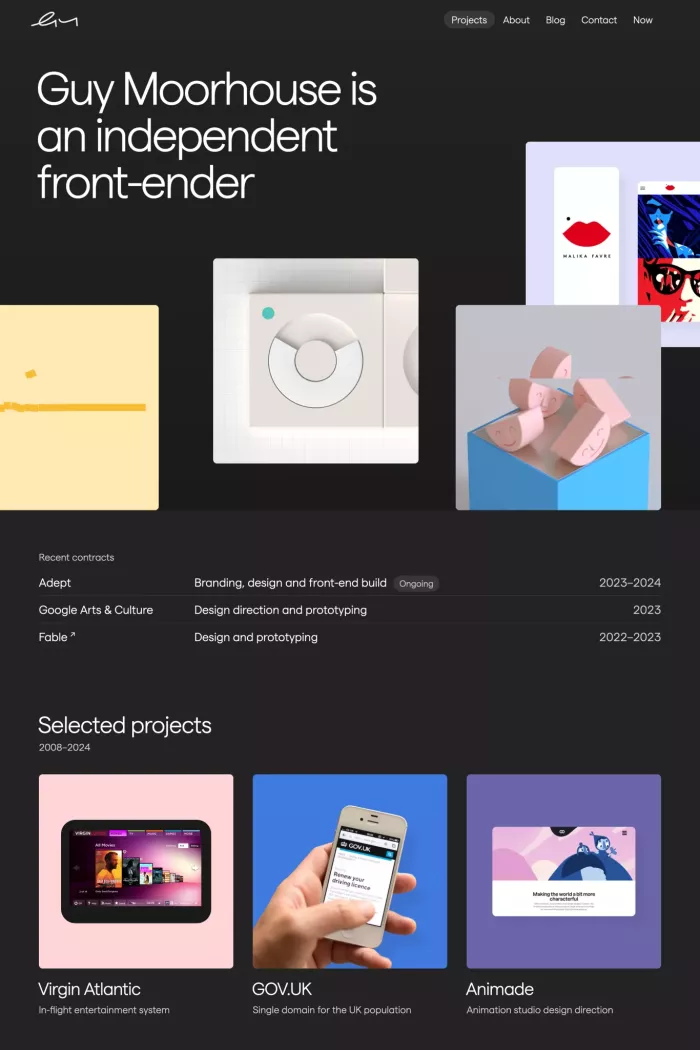 Projects About Blog Contact Now
Guy Moorhouse is
an independent
front-ender
MALIKA FAVRE
Recent contracts
Adept Branding, design and front-end build Ongoing 2023–2024
Google Arts & Culture Design direction and prototyping 2023
Fable ↗ Design and prototyping 2022–2023
Selected projects
2008–2024
VIRGIN
All Movies
GOV.UK
Renew your
driving licence
Making the world a bit more
characterful
Virgin Atlantic
In-flight entertainment system
GOV.UK
Single domain for the UK population
Animade
Animation studio design direction